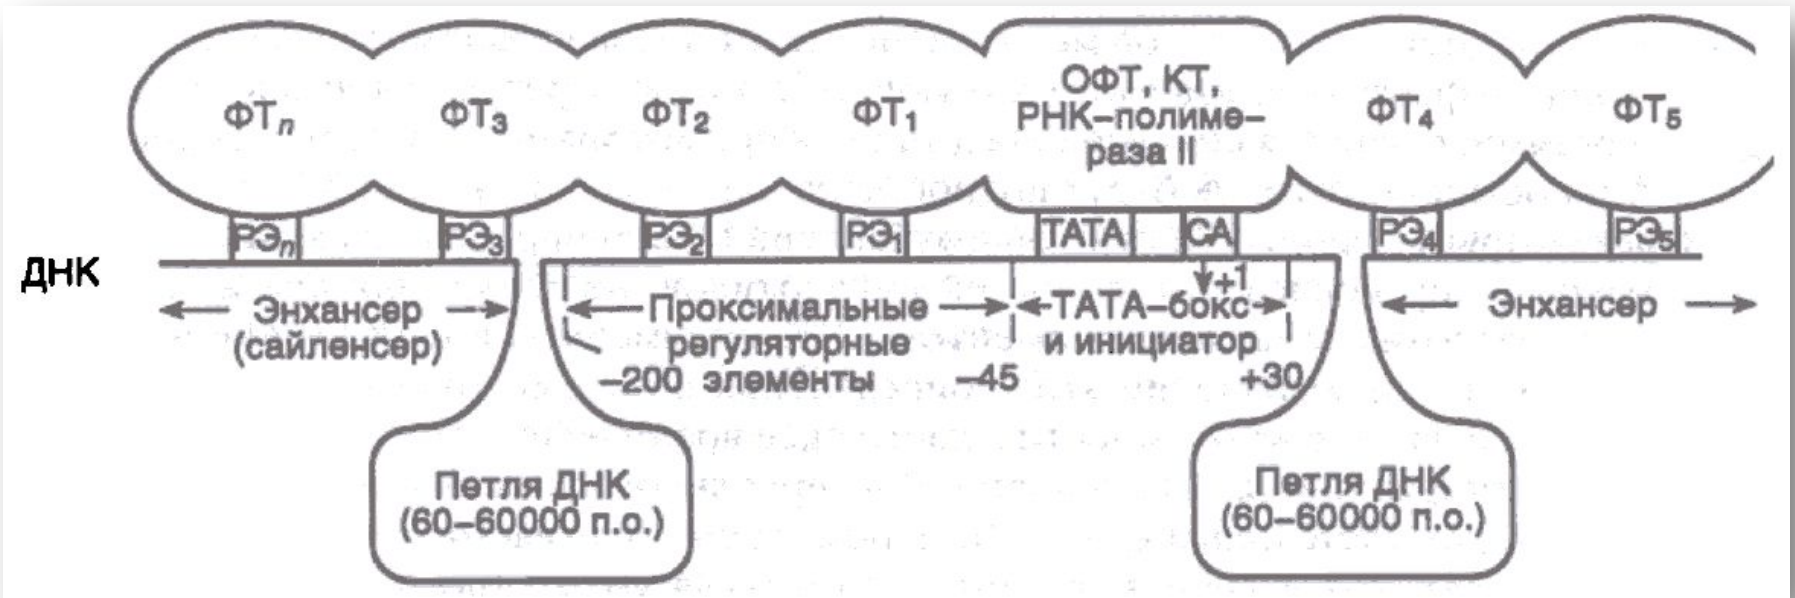 ФТn ФТ3 ФТ2 ФТ1 ОФТ, КТ, ФТ4 ФТ5
РНК–полиме–
раза II
РЭn РЭ3 РЭ2 РЭ1 ТАТА СА РЭ4 РЭ5
ДНК
+1
Энхансер Проксимальные ТАТА–бокс Энхансер
(сайленсер) регуляторные и инициатор
–200 элементы –45 +30
Петля ДНК Петля ДНК
(60–60000 п.о.) (60–60000 п.о.)